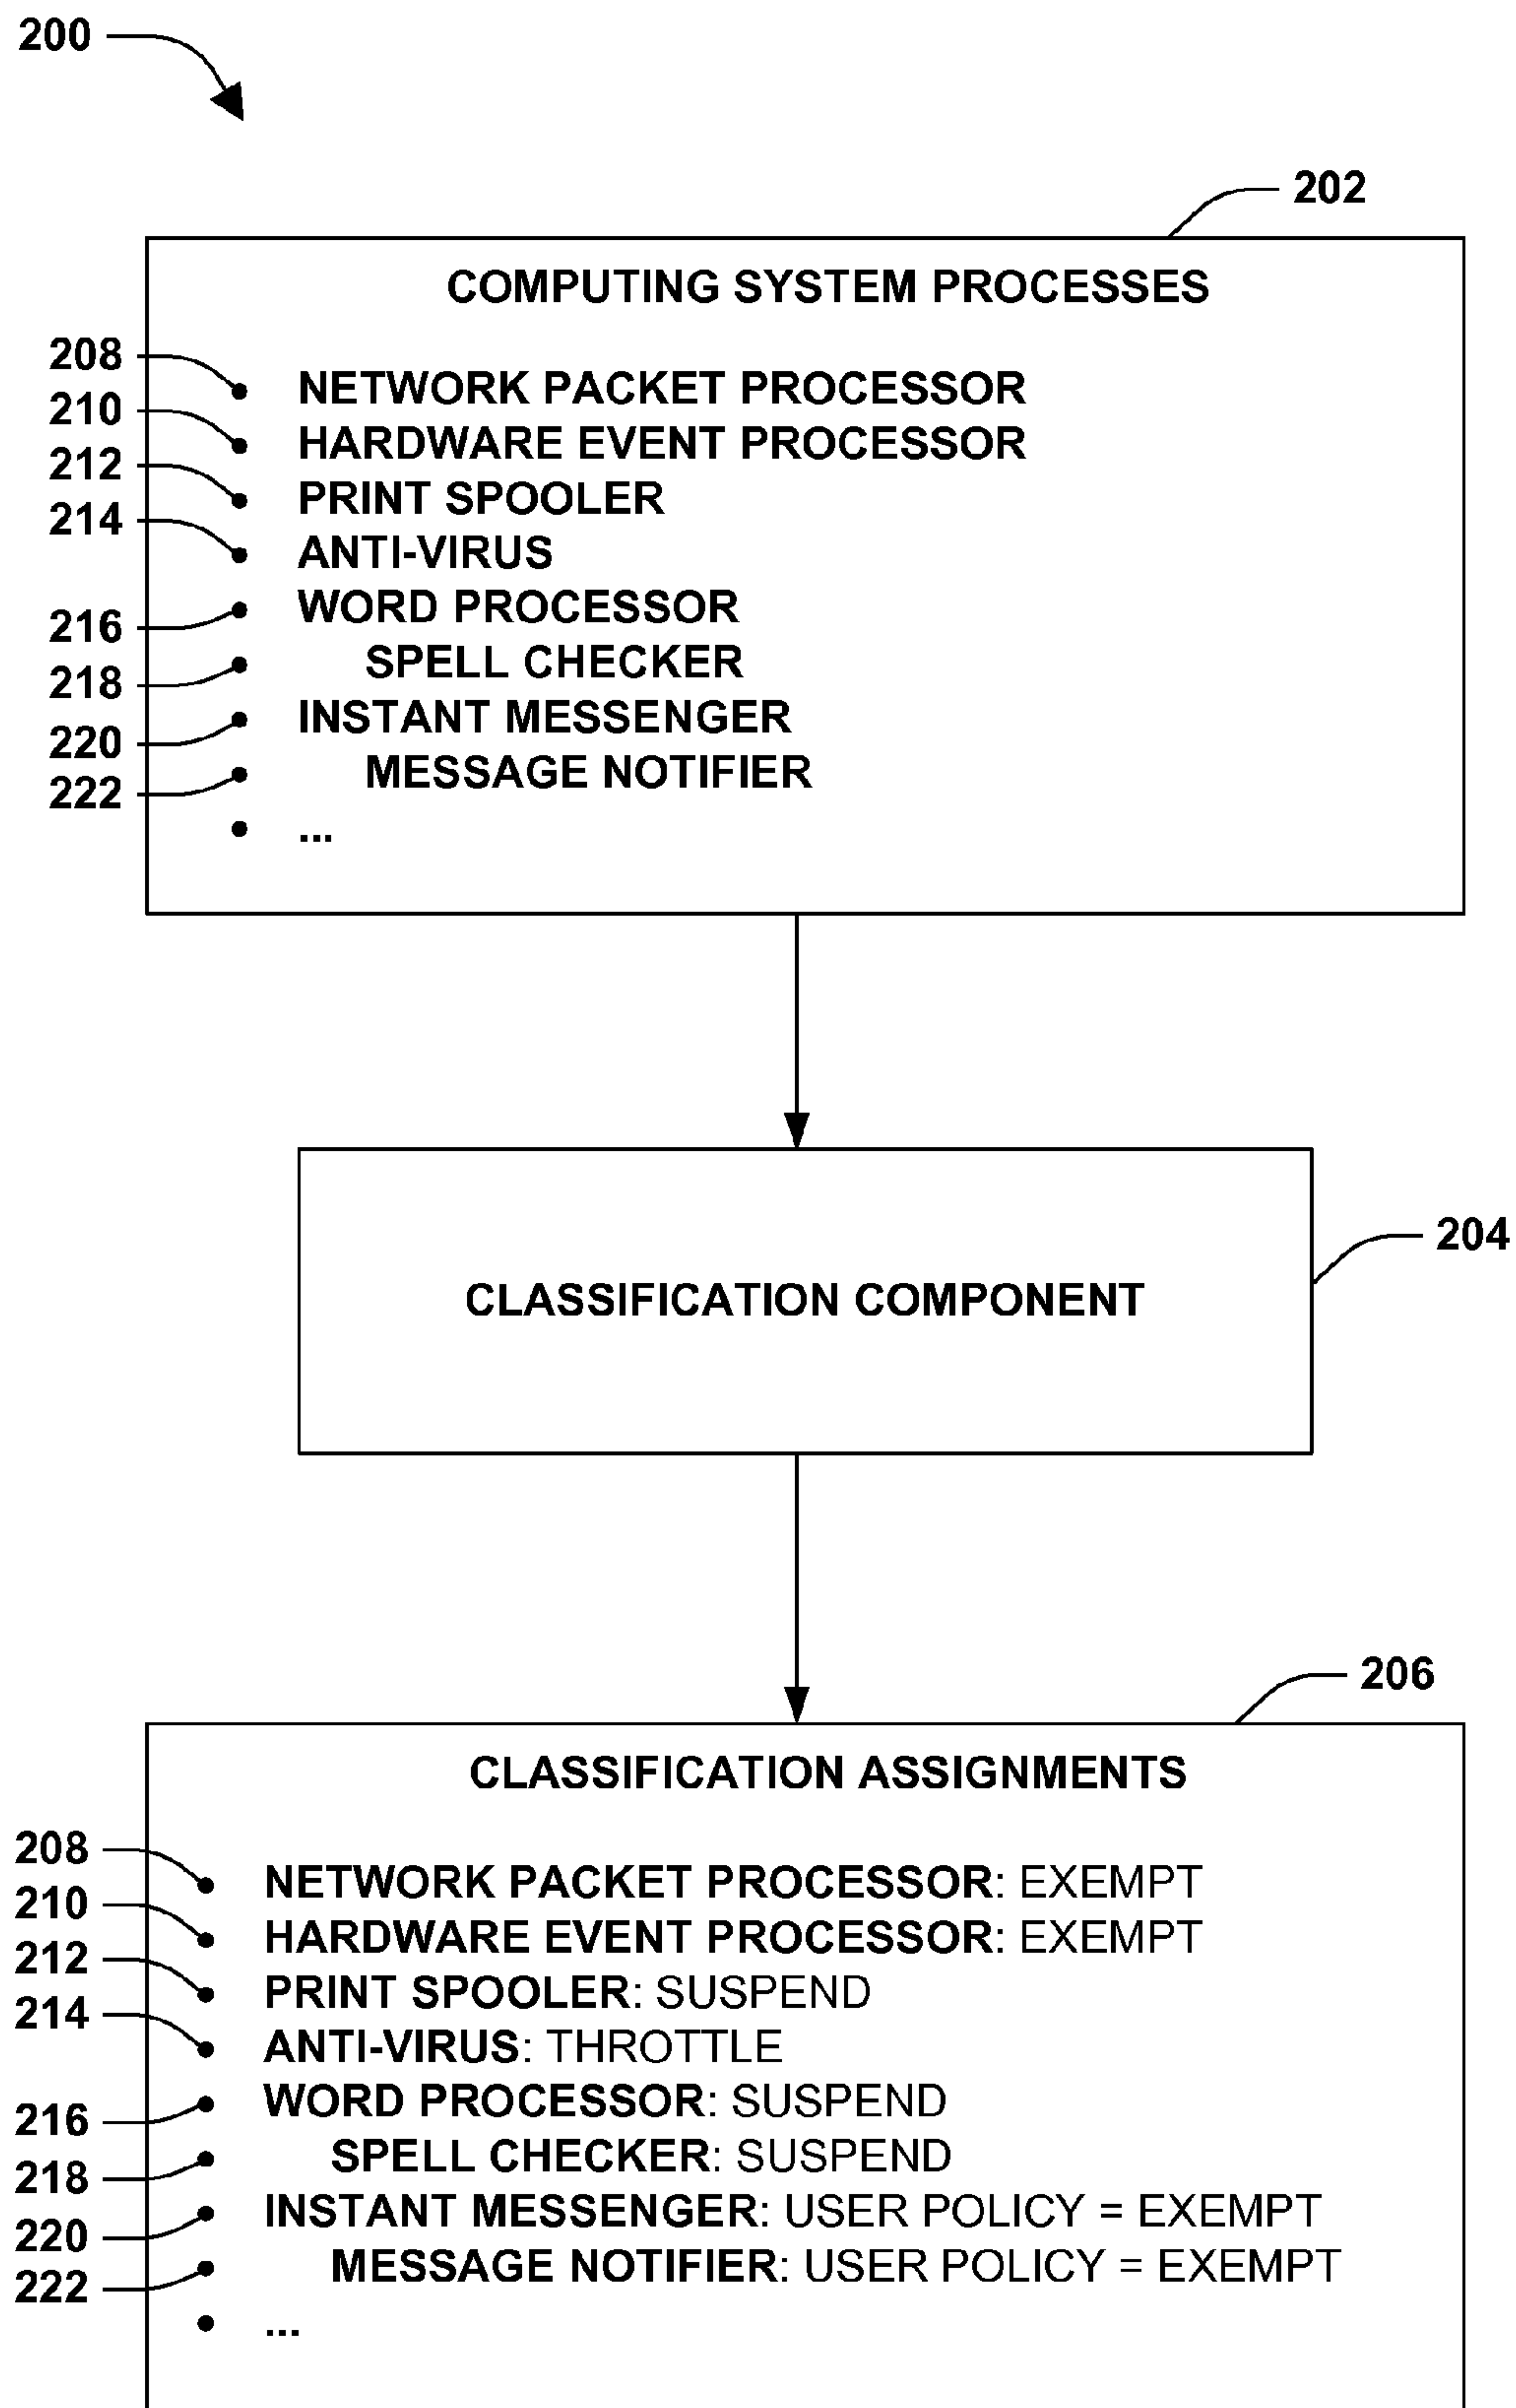 200
202
COMPUTING SYSTEM PROCESSES
208
NETWORK PACKET PROCESSOR
210
HARDWARE EVENT PROCESSOR
212
PRINT SPOOLER
214
ANTI-VIRUS
WORD PROCESSOR
216
SPELL CHECKER
218
INSTANT MESSENGER
220
MESSAGE NOTIFIER
222
...
204
CLASSIFICATION COMPONENT
206
CLASSIFICATION ASSIGNMENTS
208
NETWORK PACKET PROCESSOR: EXEMPT
210
HARDWARE EVENT PROCESSOR: EXEMPT
212
PRINT SPOOLER: SUSPEND
214
ANTI-VIRUS: THROTTLE
WORD PROCESSOR: SUSPEND
216
SPELL CHECKER: SUSPEND
218
INSTANT MESSENGER: USER POLICY = EXEMPT
220
MESSAGE NOTIFIER: USER POLICY = EXEMPT
222
...